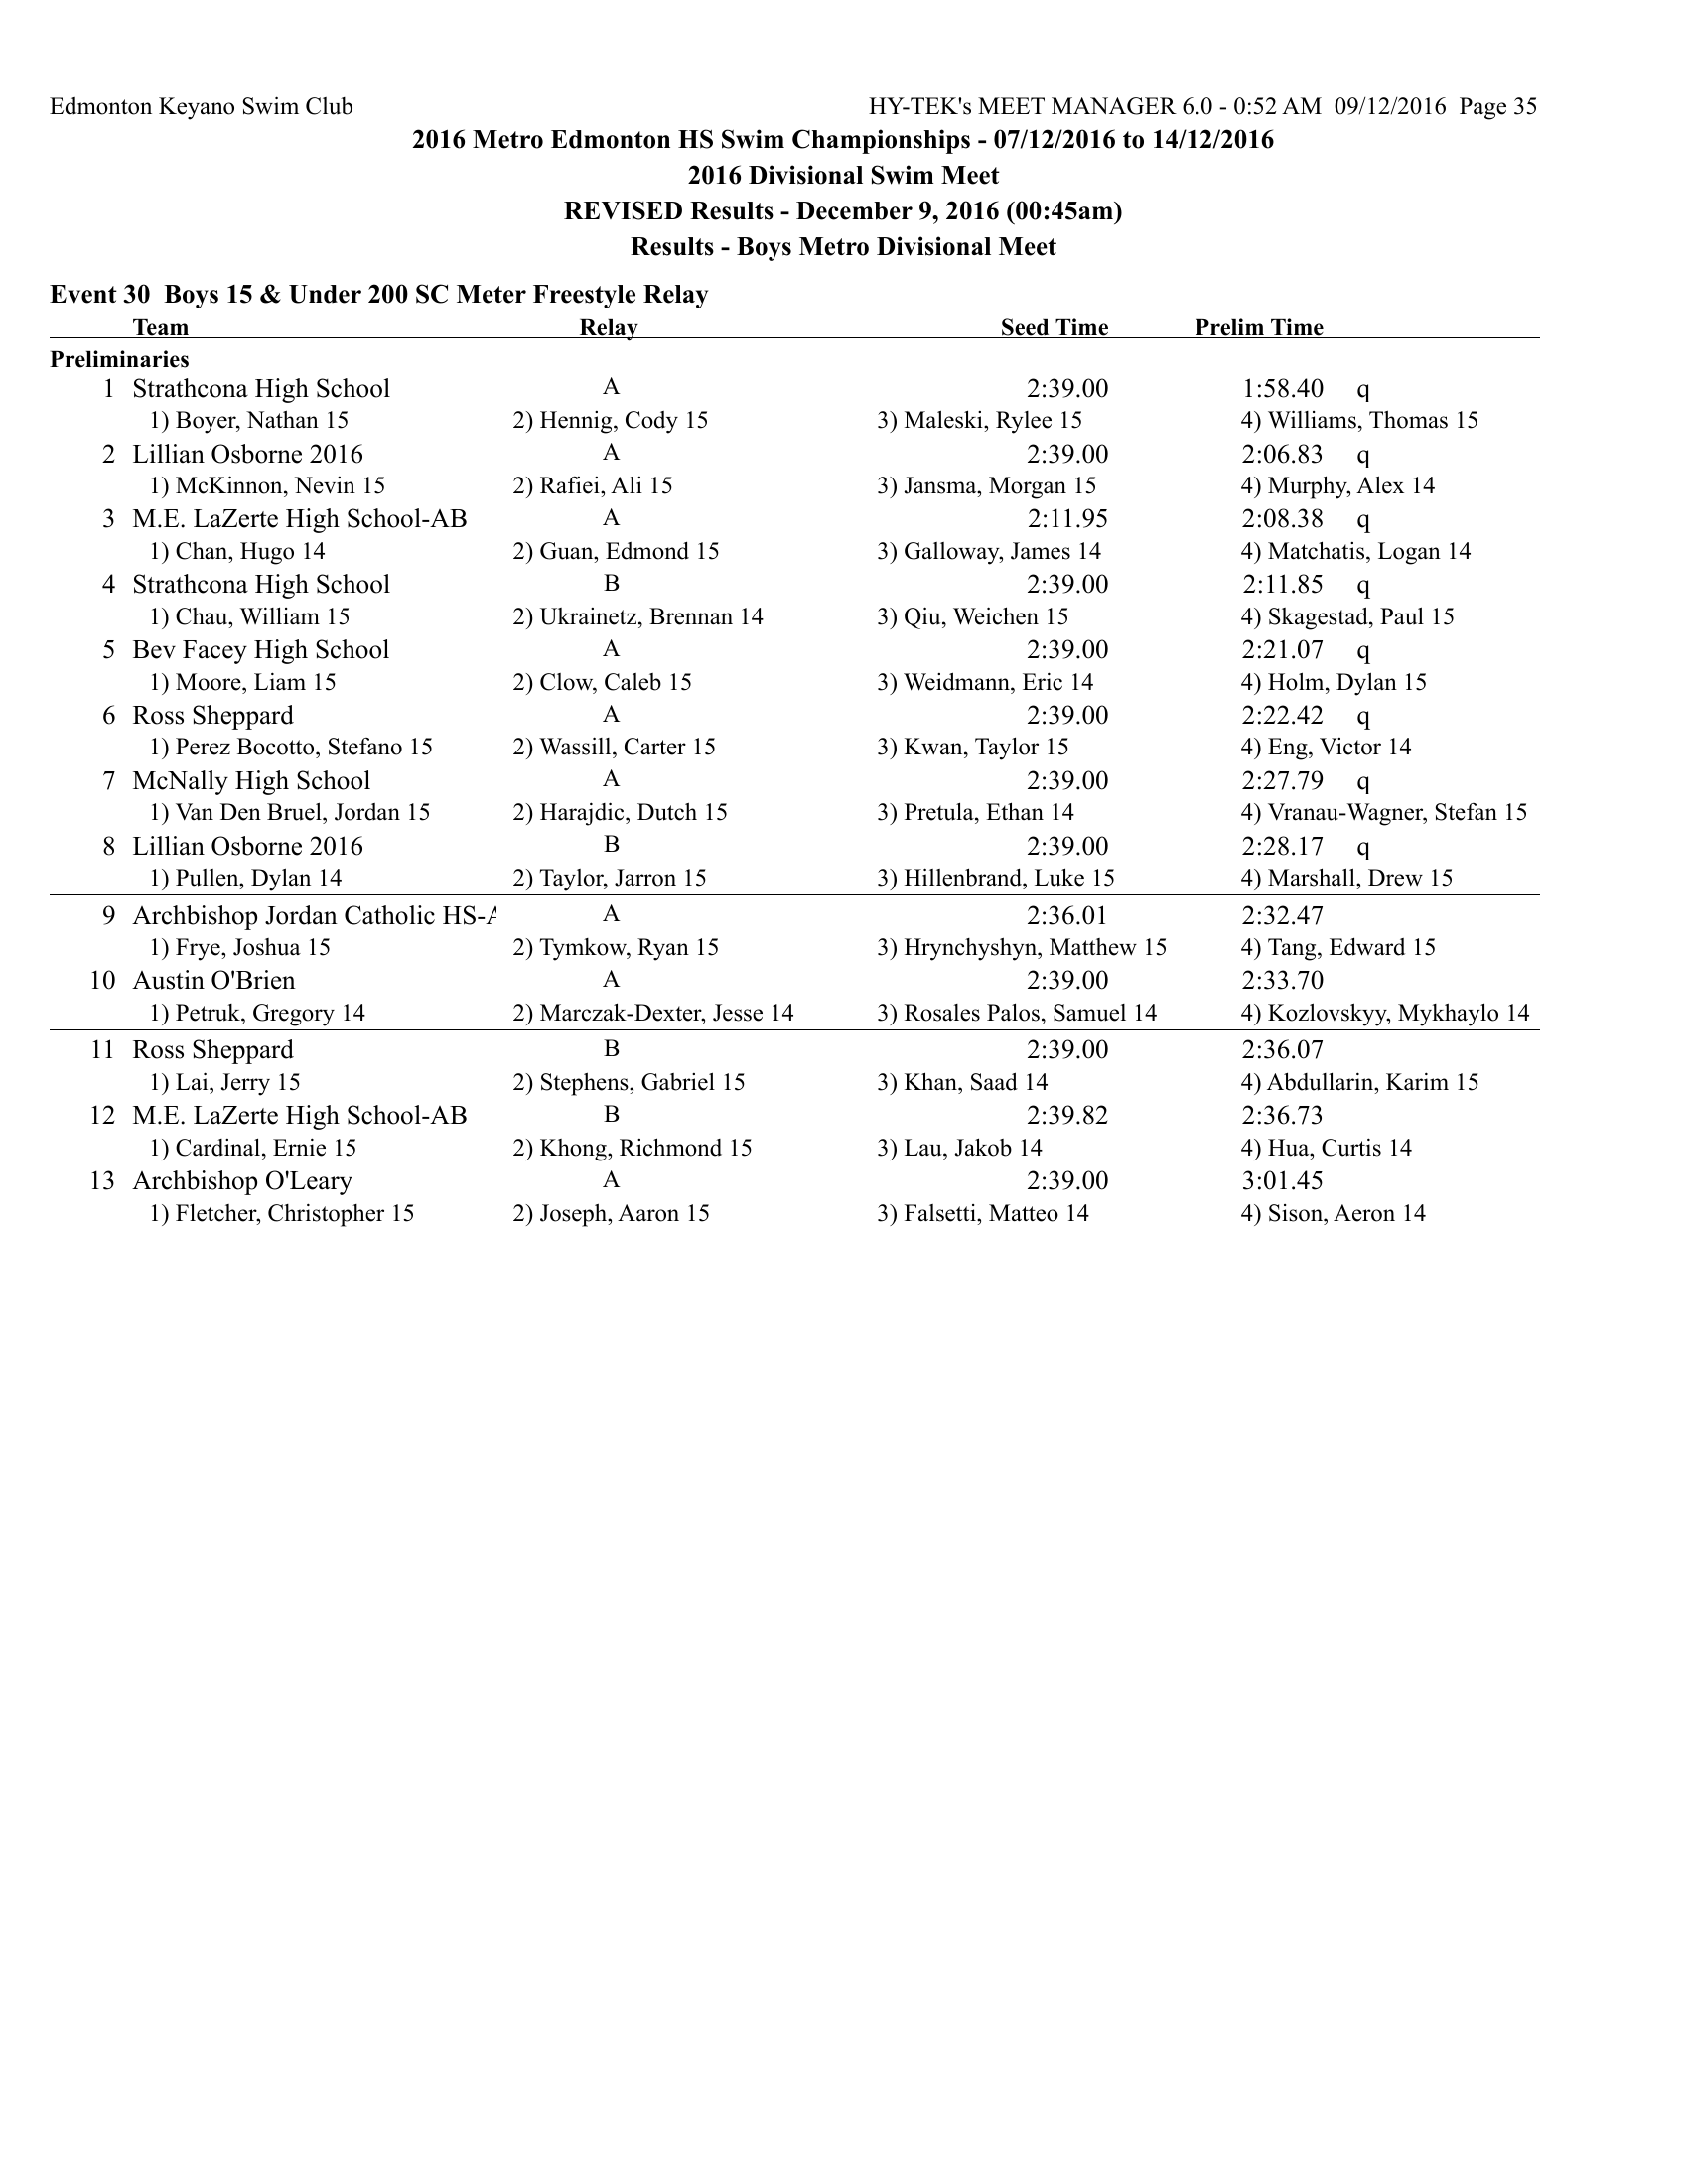 Edmonton Keyano Swim Club HY-TEK's MEET MANAGER 6.0 - 0:52 AM 09/12/2016 Page 35
2016 Metro Edmonton HS Swim Championships - 07/12/2016 to 14/12/2016
2016 Divisional Swim Meet
REVISED Results - December 9, 2016 (00:45am)
Results - Boys Metro Divisional Meet
Event 30 Boys 15 & Under 200 SC Meter Freestyle Relay
Team Relay Seed Time Prelim Time
Preliminaries
1 Strathcona High School A 2:39.00 1:58.40 q
1) Boyer, Nathan 15 2) Hennig, Cody 15 3) Maleski, Rylee 15 4) Williams, Thomas 15
2 Lillian Osborne 2016 A 2:39.00 2:06.83 q
1) McKinnon, Nevin 15 2) Rafiei, Ali 15 3) Jansma, Morgan 15 4) Murphy, Alex 14
3 M.E. LaZerte High School-AB A 2:11.95 2:08.38 q
1) Chan, Hugo 14 2) Guan, Edmond 15 3) Galloway, James 14 4) Matchatis, Logan 14
4 Strathcona High School B 2:39.00 2:11.85 q
1) Chau, William 15 2) Ukrainetz, Brennan 14 3) Qiu, Weichen 15 4) Skagestad, Paul 15
5 Bev Facey High School A 2:39.00 2:21.07 q
1) Moore, Liam 15 2) Clow, Caleb 15 3) Weidmann, Eric 14 4) Holm, Dylan 15
6 Ross Sheppard A 2:39.00 2:22.42 q
1) Perez Bocotto, Stefano 15 2) Wassill, Carter 15 3) Kwan, Taylor 15 4) Eng, Victor 14
7 McNally High School A 2:39.00 2:27.79 q
1) Van Den Bruel, Jordan 15 2) Harajdic, Dutch 15 3) Pretula, Ethan 14 4) Vranau-Wagner, Stefan 15
8 Lillian Osborne 2016 B 2:39.00 2:28.17 q
1) Pullen, Dylan 14 2) Taylor, Jarron 15 3) Hillenbrand, Luke 15 4) Marshall, Drew 15
9 Archbishop Jordan Catholic HS-A A 2:36.01 2:32.47
1) Frye, Joshua 15 2) Tymkow, Ryan 15 3) Hrynchyshyn, Matthew 15 4) Tang, Edward 15
10 Austin O'Brien A 2:39.00 2:33.70
1) Petruk, Gregory 14 2) Marczak-Dexter, Jesse 14 3) Rosales Palos, Samuel 14 4) Kozlovskyy, Mykhaylo 14
11 Ross Sheppard B 2:39.00 2:36.07
1) Lai, Jerry 15 2) Stephens, Gabriel 15 3) Khan, Saad 14 4) Abdullarin, Karim 15
12 M.E. LaZerte High School-AB B 2:39.82 2:36.73
1) Cardinal, Ernie 15 2) Khong, Richmond 15 3) Lau, Jakob 14 4) Hua, Curtis 14
13 Archbishop O'Leary A 2:39.00 3:01.45
1) Fletcher, Christopher 15 2) Joseph, Aaron 15 3) Falsetti, Matteo 14 4) Sison, Aeron 14